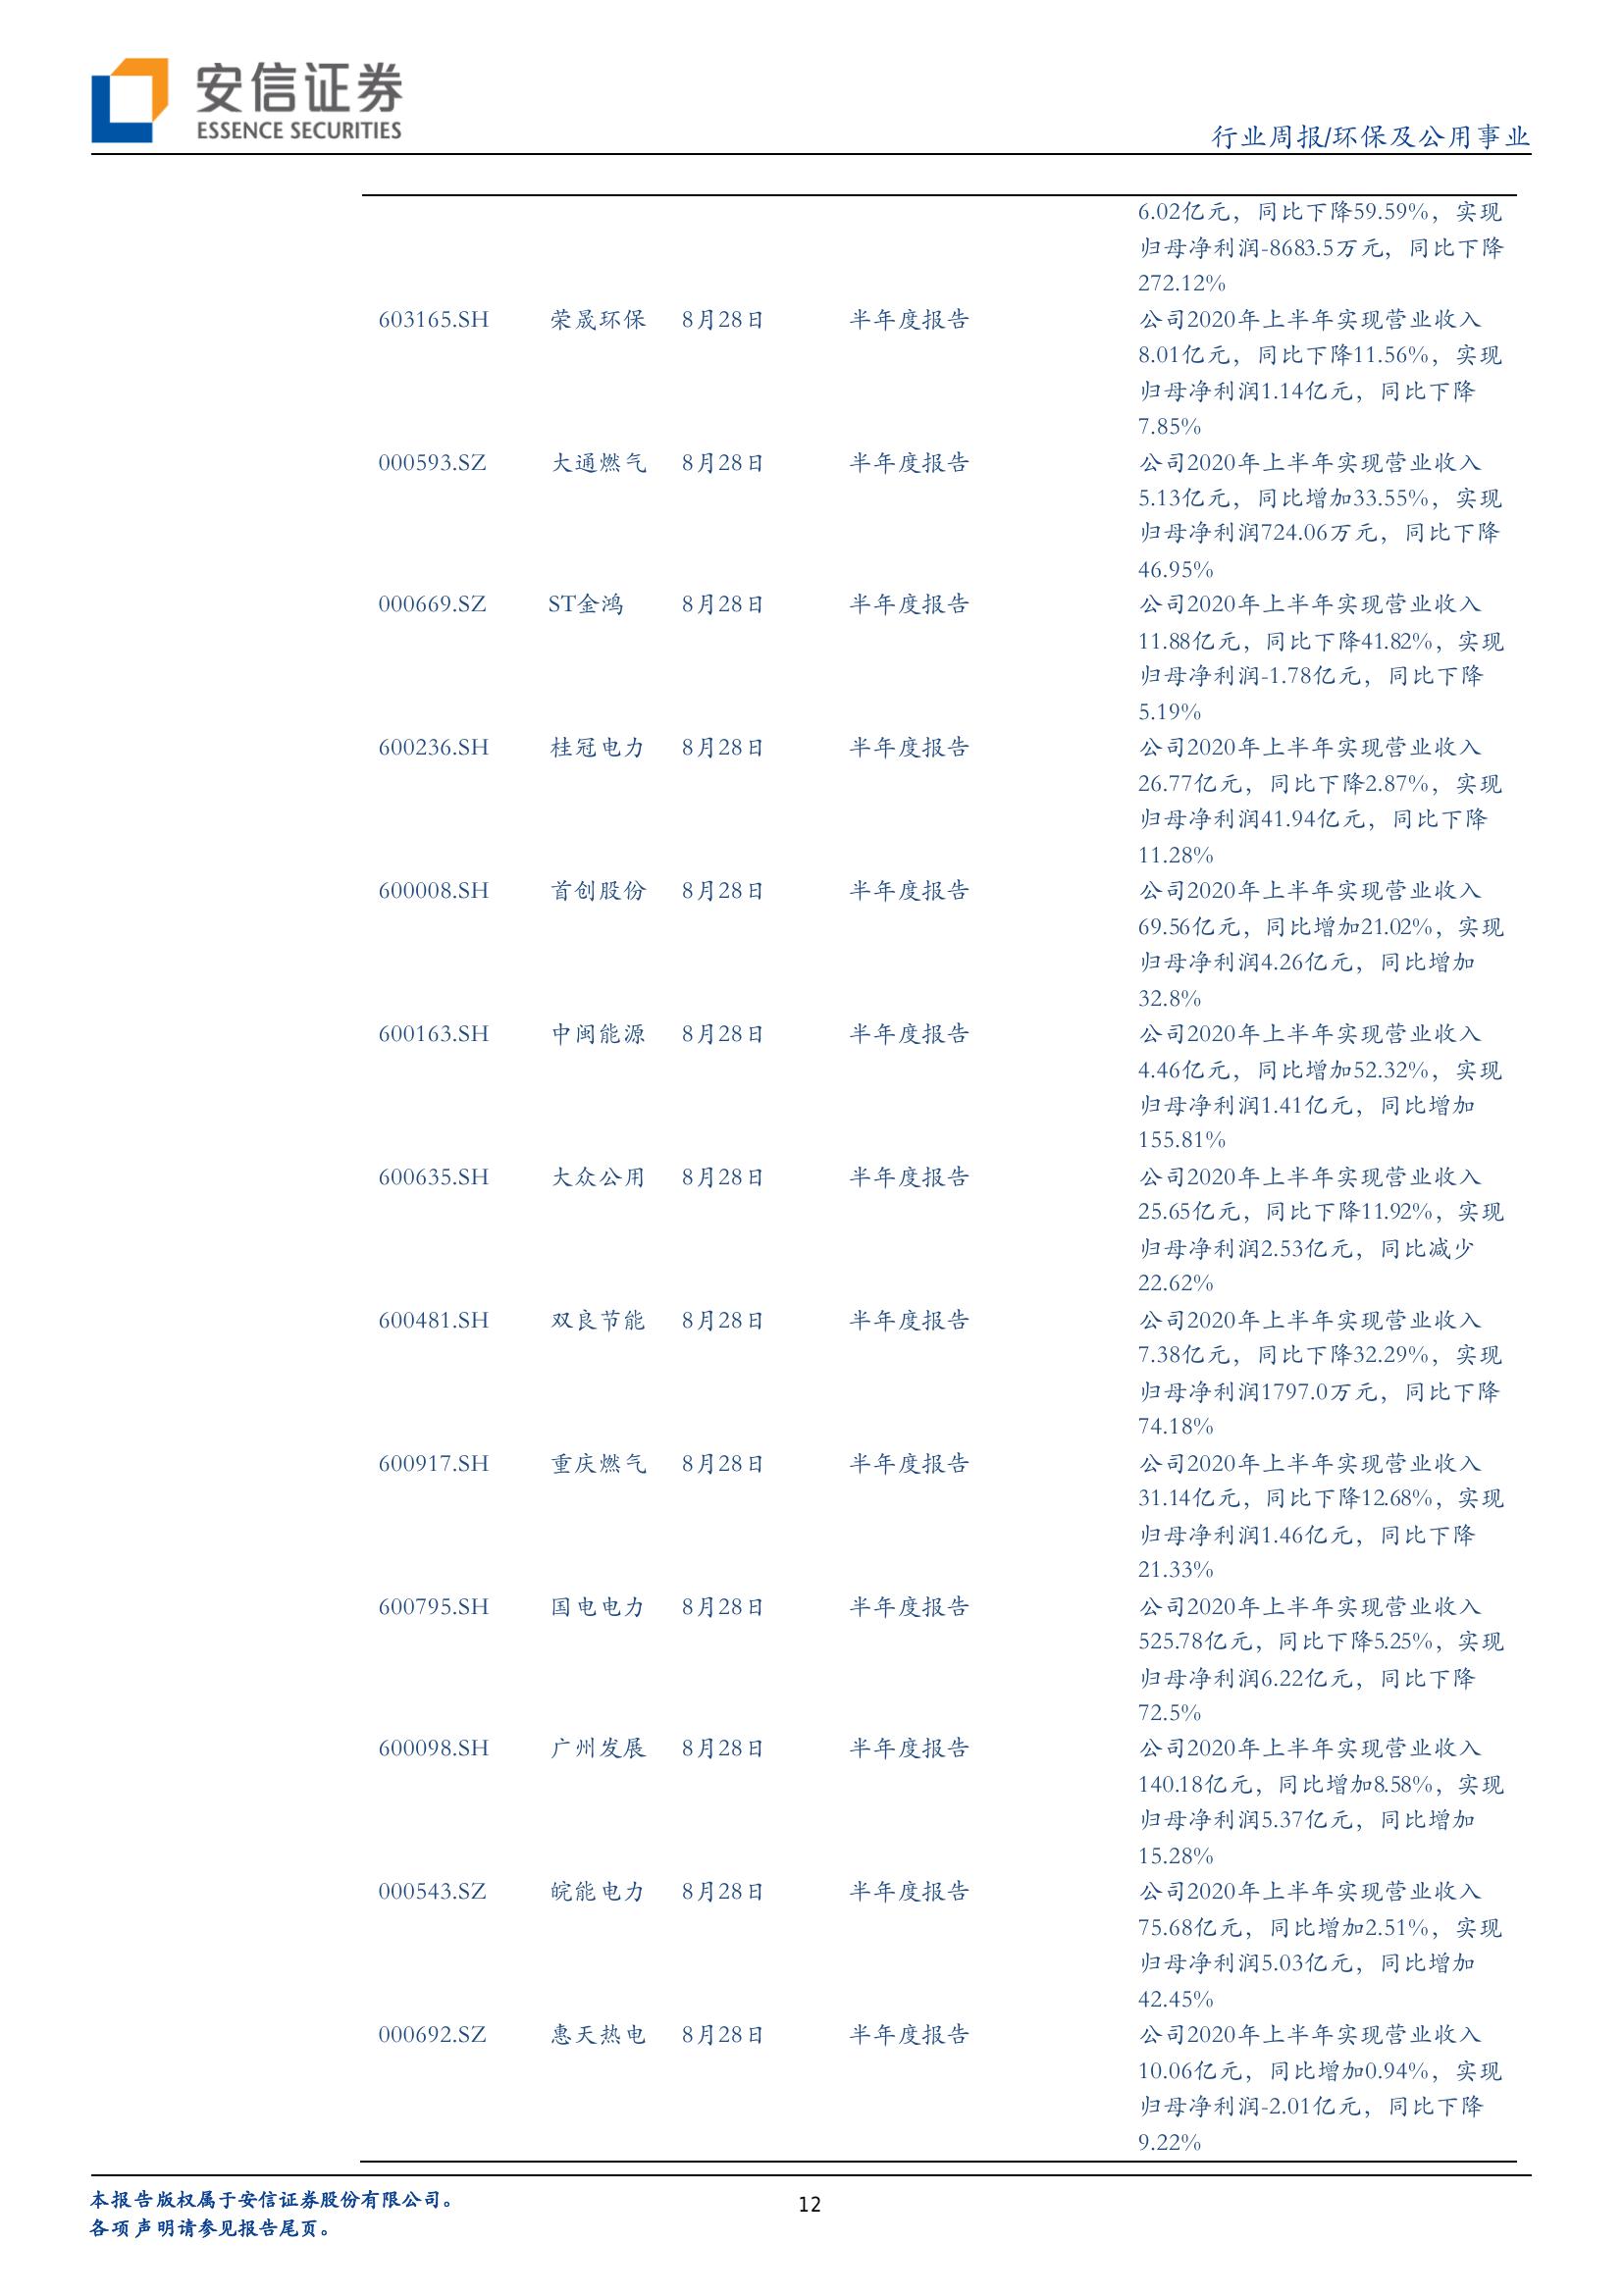 安信证券
ESSENCE SECURITIES
行业周报/环保及公用事业
6.02亿元，同比下降59.59%，实现
归母净利润-8683.5万元，同比下降
272.12%
603165.SH 荣晟环保 8月28日 半年度报告 公司2020年上半年实现营业收入
8.01亿元，同比下降11.56%，实现
归母净利润1.14亿元，同比下降
7.85%
000593.SZ 大通燃气 8月28日 半年度报告 公司2020年上半年实现营业收入
5.13亿元，同比增加33.55%，实现
归母净利润724.06万元，同比下降
46.95%
000669.SZ ST金鸿 8月28日 半年度报告 公司2020年上半年实现营业收入
11.88亿元，同比下降41.82%，实现
归母净利润-1.78亿元，同比下降
5.19%
600236.SH 桂冠电力 8月28日 半年度报告 公司2020年上半年实现营业收入
26.77亿元，同比下降2.87%，实现
归母净利润41.94亿元，同比下降
11.28%
600008.SH 首创股份 8月28日 半年度报告 公司2020年上半年实现营业收入
69.56亿元，同比增加21.02%，实现
归母净利润4.26亿元，同比增加
32.8%
600163.SH 中闽能源 8月28日 半年度报告 公司2020年上半年实现营业收入
4.46亿元，同比增加52.32%，实现
归母净利润1.41亿元，同比增加
155.81%
600635.SH 大众公用 8月28日 半年度报告 公司2020年上半年实现营业收入
25.65亿元，同比下降11.92%，实现
归母净利润2.53亿元，同比减少
22.62%
600481.SH 双良节能 8月28日 半年度报告 公司2020年上半年实现营业收入
7.38亿元，同比下降32.29%，实现
归母净利润1797.0万元，同比下降
74.18%
600917.SH 重庆燃气 8月28日 半年度报告 公司2020年上半年实现营业收入
31.14亿元，同比下降12.68%，实现
归母净利润1.46亿元，同比下降
21.33%
600795.SH 国电电力 8月28日 半年度报告 公司2020年上半年实现营业收入
525.78亿元，同比下降5.25%，实现
归母净利润6.22亿元，同比下降
72.5%
600098.SH 广州发展 8月28日 半年度报告 公司2020年上半年实现营业收入
140.18亿元，同比增加8.58%，实现
归母净利润5.37亿元，同比增加
15.28%
000543.SZ 皖能电力 8月28日 半年度报告 公司2020年上半年实现营业收入
75.68亿元，同比增加2.51%，实现
归母净利润5.03亿元，同比增加
42.45%
000692.SZ 惠天热电 8月28日 半年度报告 公司2020年上半年实现营业收入
10.06亿元，同比增加0.94%，实现
归母净利润-2.01亿元，同比下降
9.22%
本报告版权属于安信证券股份有限公司。
12
各项声明请参见报告尾页。